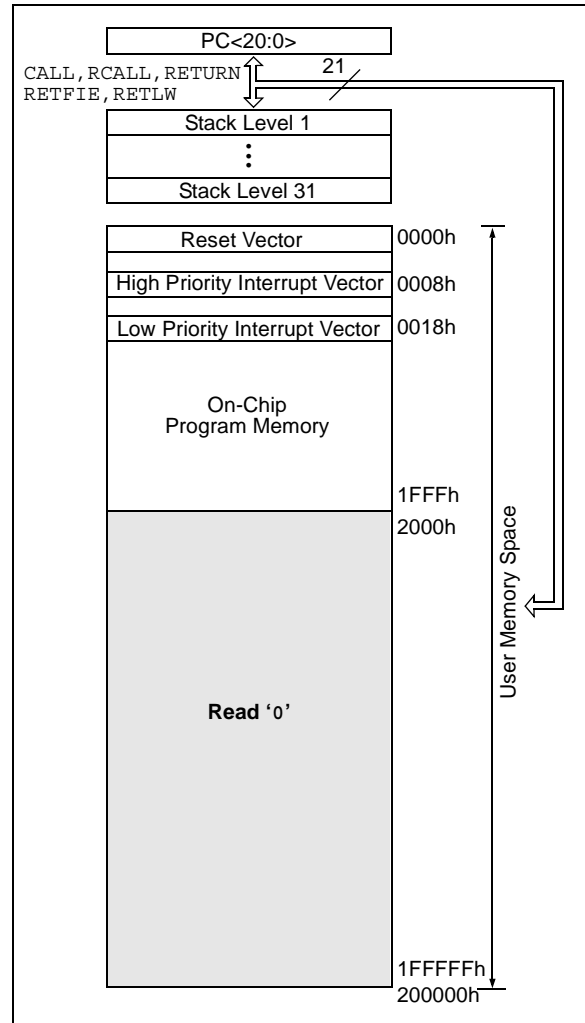 PC<20:0>
CALL,RCALL,RETURN
RETFIE,RETLW
21
Stack Level 1
Stack Level 31
Reset Vector
0000h
High Priority Interrupt Vector
0008h
Low Priority Interrupt Vector
0018h
On-Chip
Program Memory
1FFFh
2000h
User Memory Space
Read ‘0’
1FFFFFh
200000h